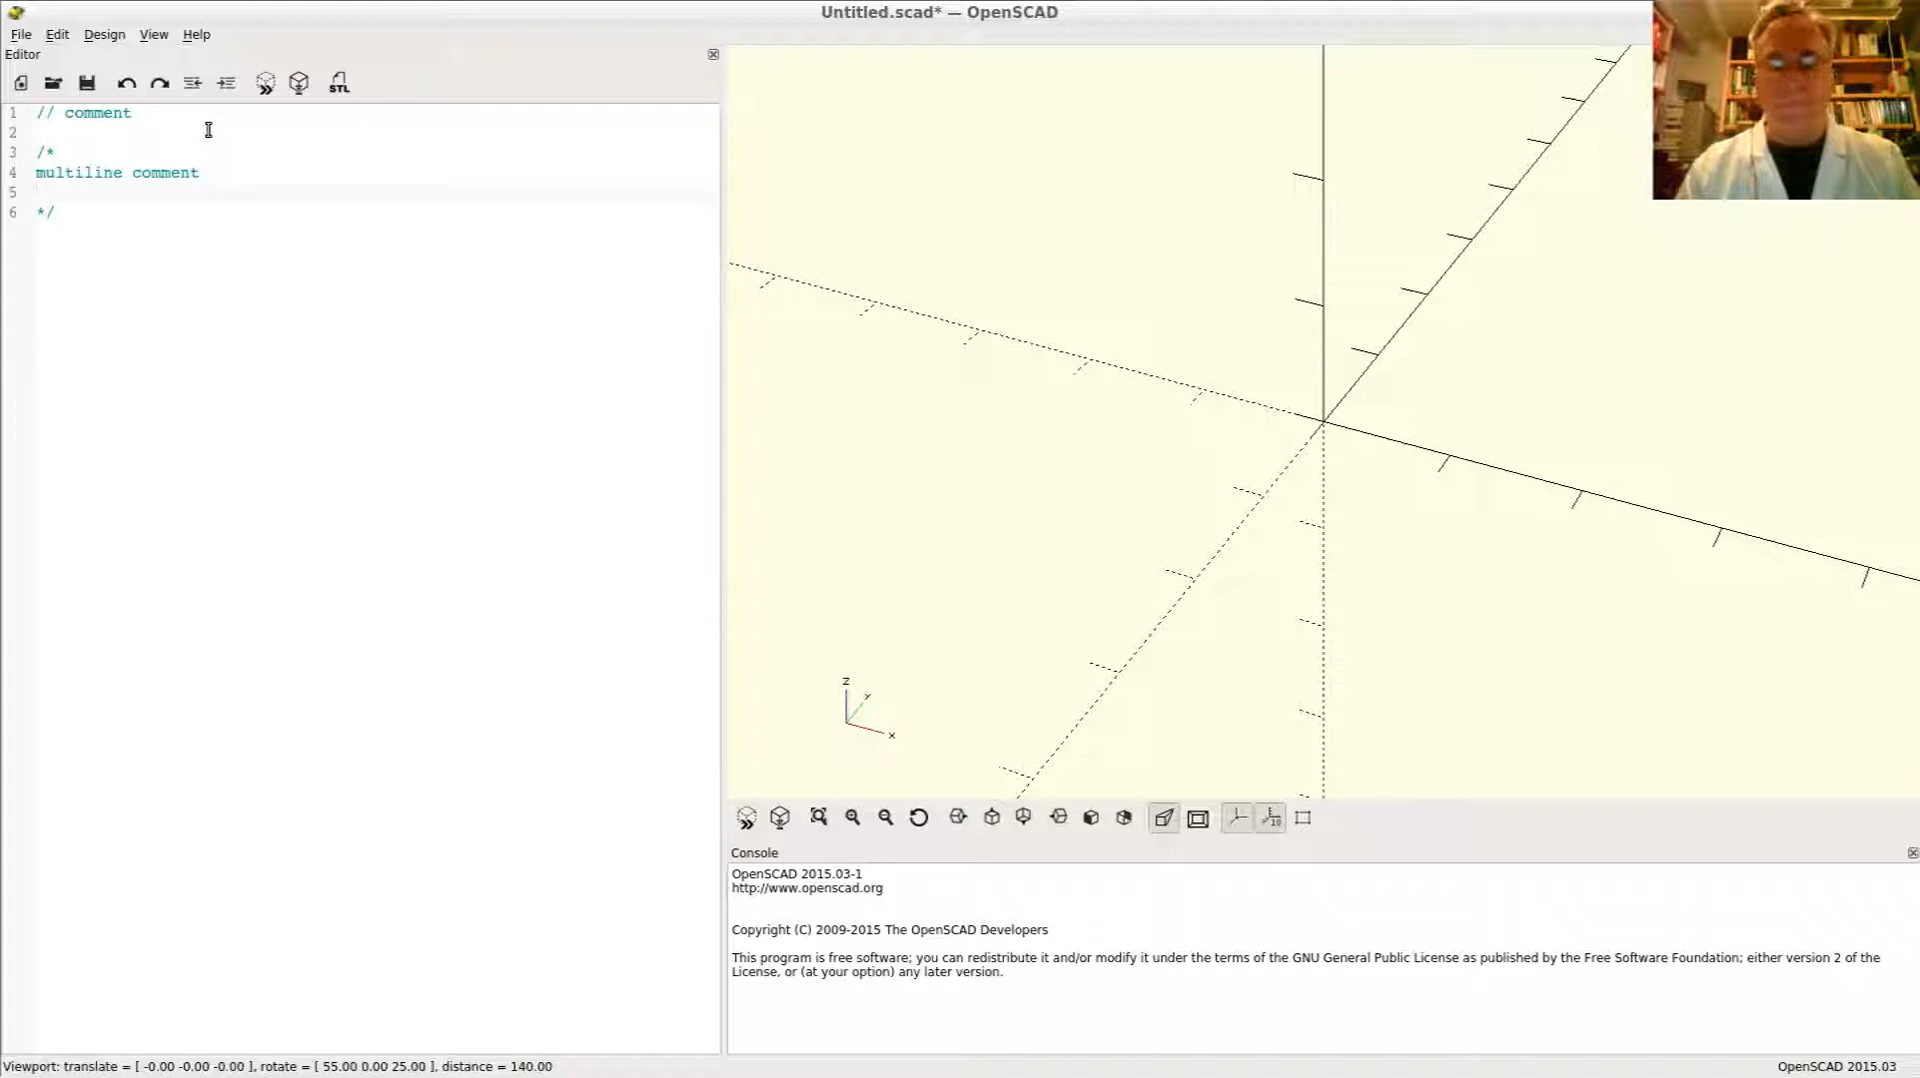 Untitled.scad* — OpenSCAD
File Edit Design View Help
Editor
STL
1 // comment
2
3 /*
4 multiline comment
5
6 */
z
y
x
10
Console
OpenSCAD 2015.03-1
http://www.openscad.org
Copyright (C) 2009-2015 The OpenSCAD Developers
This program is free software; you can redistribute it and/or modify it under the terms of the GNU General Public License as published by the Free Software Foundation; either version 2 of the
License, or (at your option) any later version.
Viewport: translate = [ -0.00 -0.00 -0.00 ], rotate = [ 55.00 0.00 25.00 ], distance = 140.00
OpenSCAD 2015.03